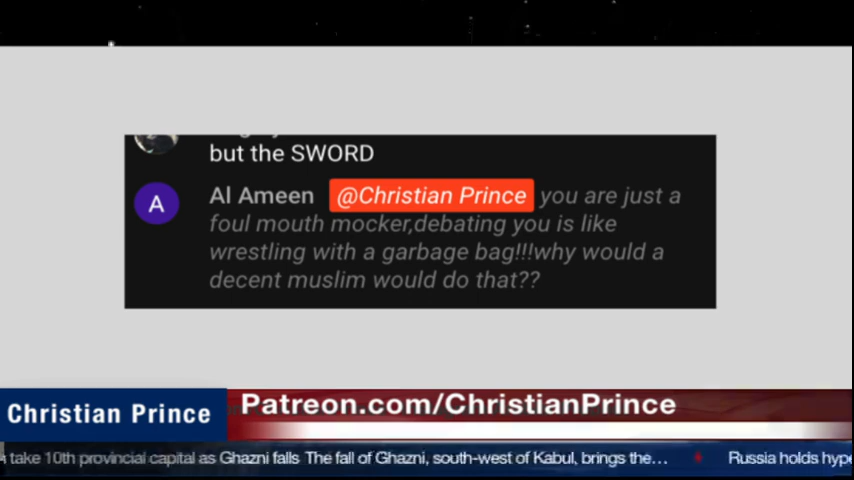 but the SWORD
A
Al Ameen @Christian Prince you are just a
foul mouth mocker,debating you is like
wrestling with a garbage bag!!!why would a
decent muslim would do that??
Christian Prince
Patreon.com/ChristianPrince
take 10th provincial capital as Ghazni falls The fall of Ghazni, south-west of Kabul, brings the... Russia holds hype